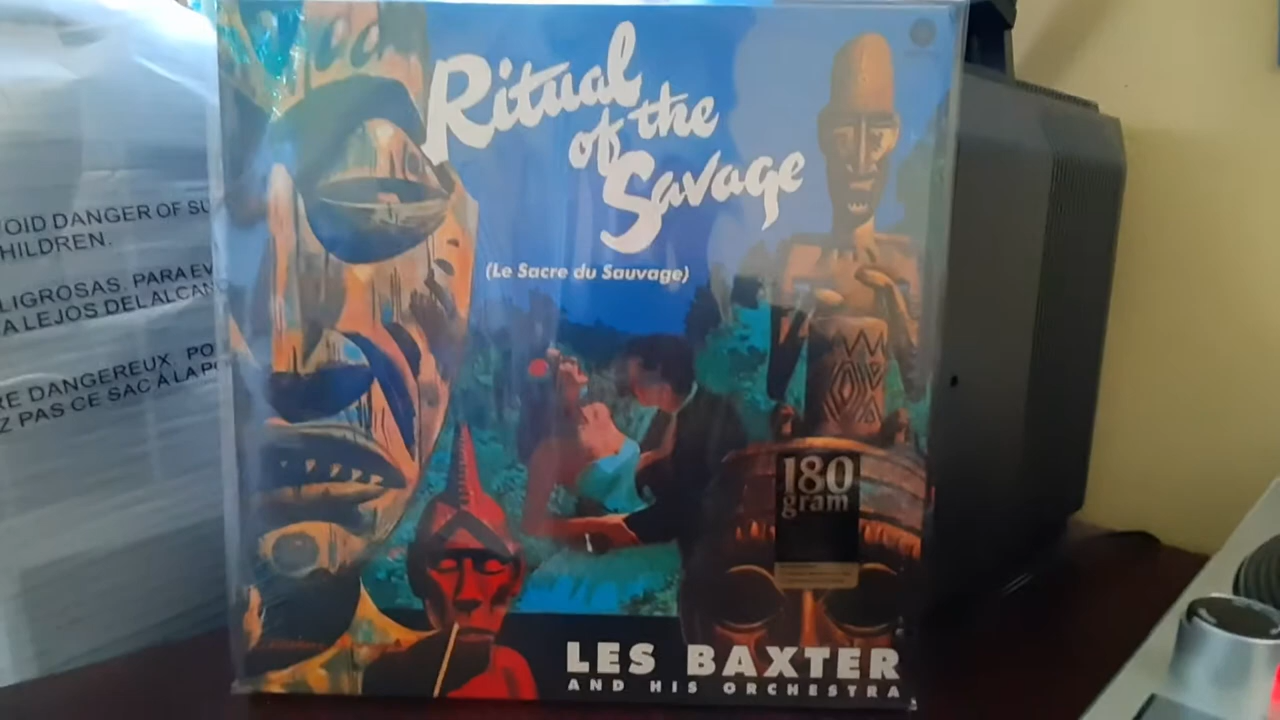 Ritual
of the
Savage
(Le Sacre du Sauvage)
180
gram
LES BAXTER
AND HIS ORCHESTRA
OID DANGER OF SU
HILDREN.
LIGROSAS. PARA EV
A LEJOS DEL ALCAN
RE DANGEREUX. PO
Z PAS CE SAC À LA PO